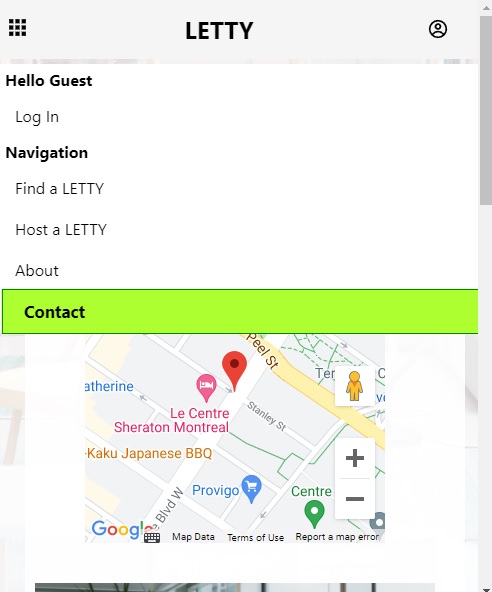 LETTY
Hello Guest
Log In
Navigation
Find a LETTY
Host a LETTY
About
Contact
Peel St
Ter
C
atherine
Le Centre
Sheraton Montreal
Stanley St
-Kaku Japanese BBQ
Provigo
Centre
e Blvd W
Google
Map Data
Terms of Use
Report a map error